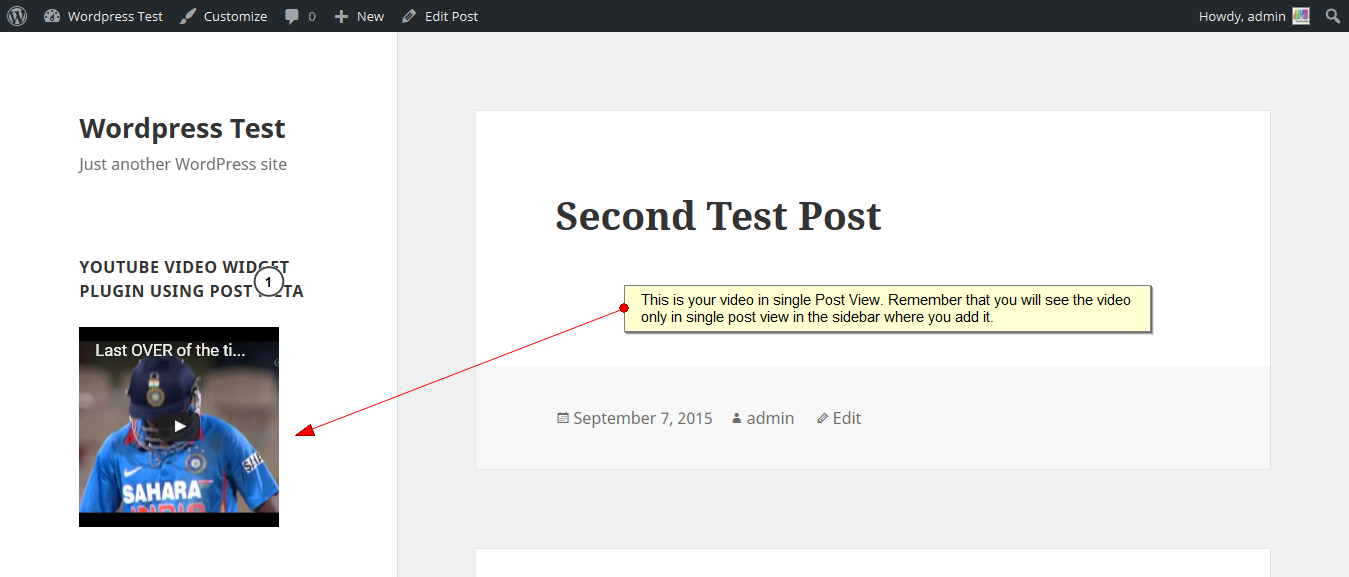 Wordpress Test Customize 0 New Edit Post Howdy, admin
Wordpress Test
Just another WordPress site
Second Test Post
YOUTUBE VIDEO WIDGET
1
PLUGIN USING POST META
This is your video in single Post View. Remember that you will see the video
only in single post view in the sidebar where you add it.
Last OVER of the ti...
September 7, 2015 admin Edit
SAHARA